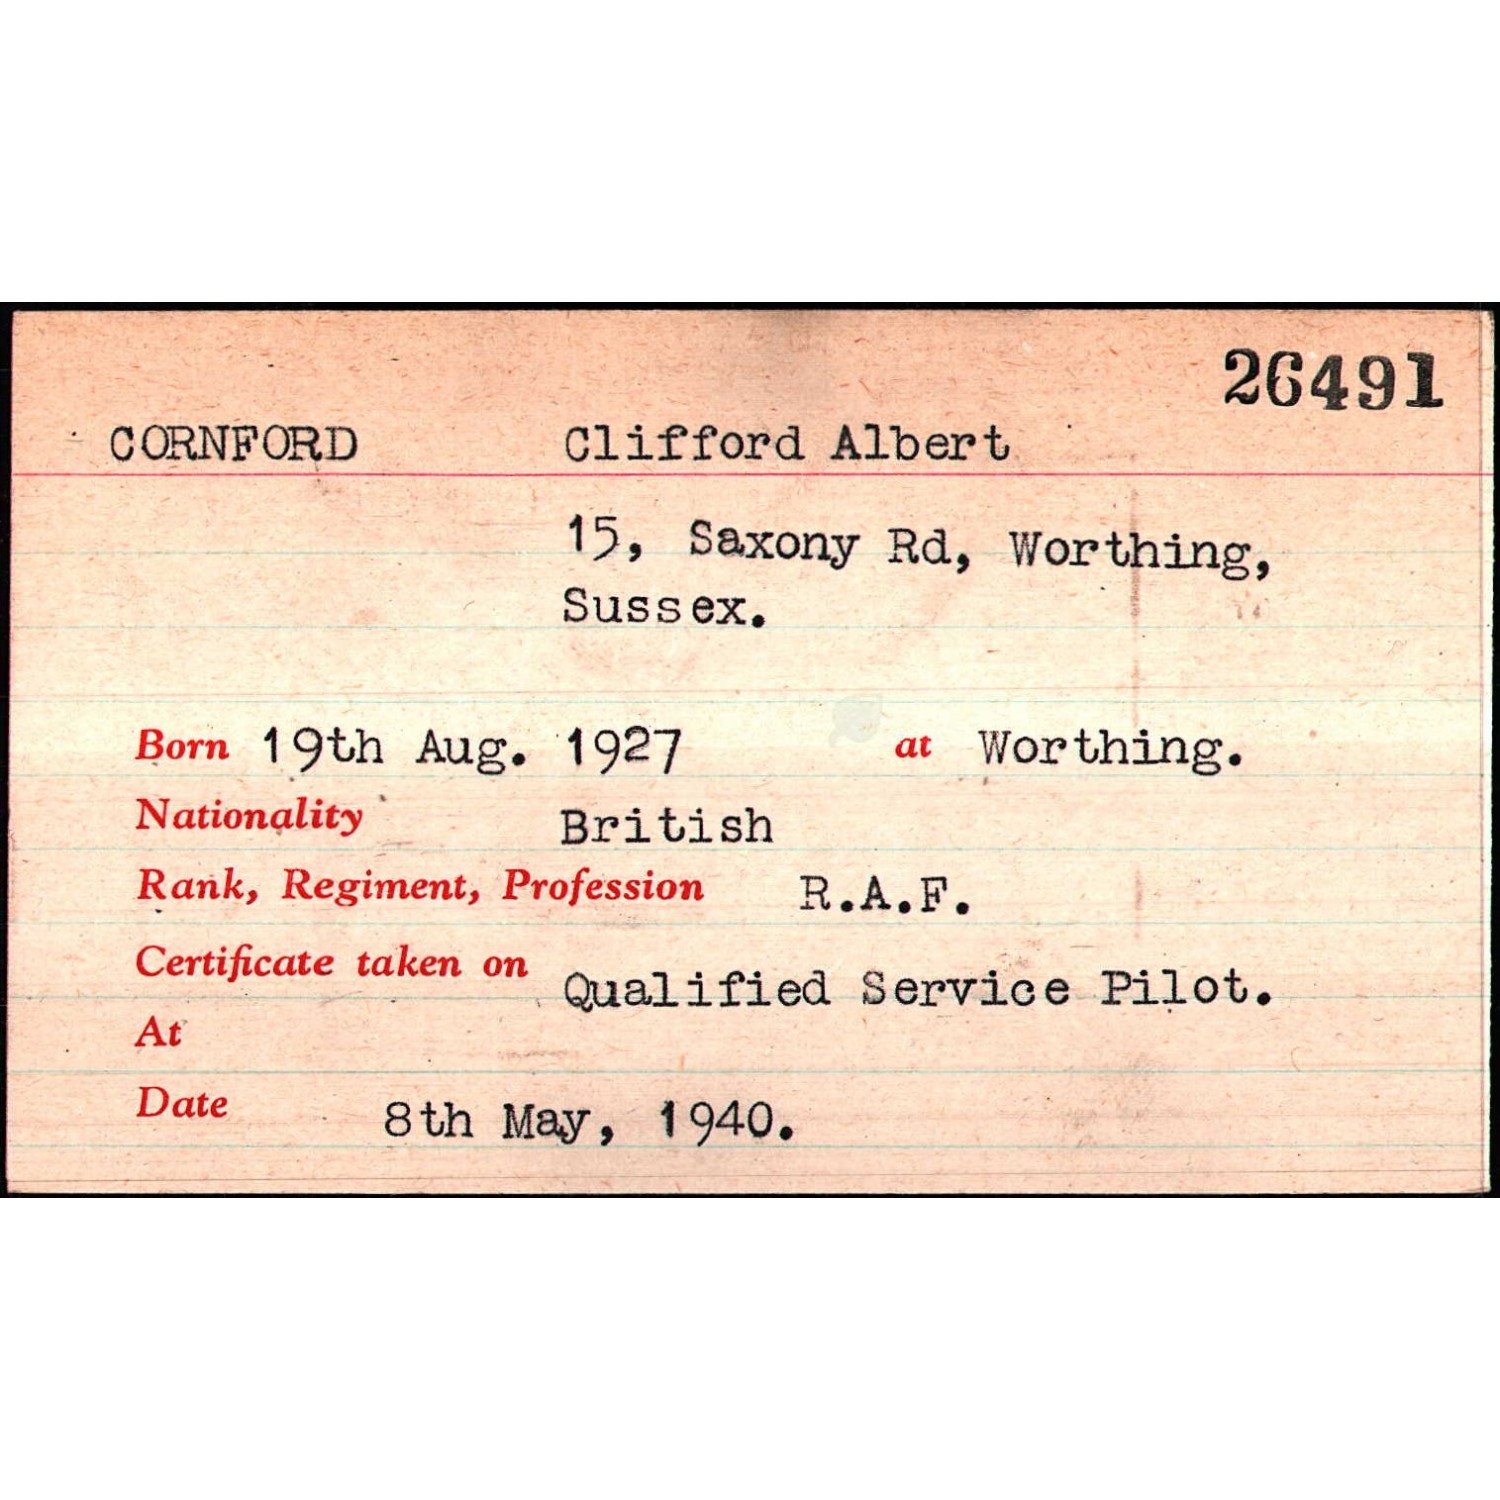 26491
CORNFORD Clifford Albert
15, Saxony Rd, Worthing,
Sussex.
Born 19th Aug. 1927 at Worthing.
Nationality British
Rank, Regiment, Profession R.A.F.
Certificate taken on Qualified Service Pilot.
At
Date 8th May, 1940.